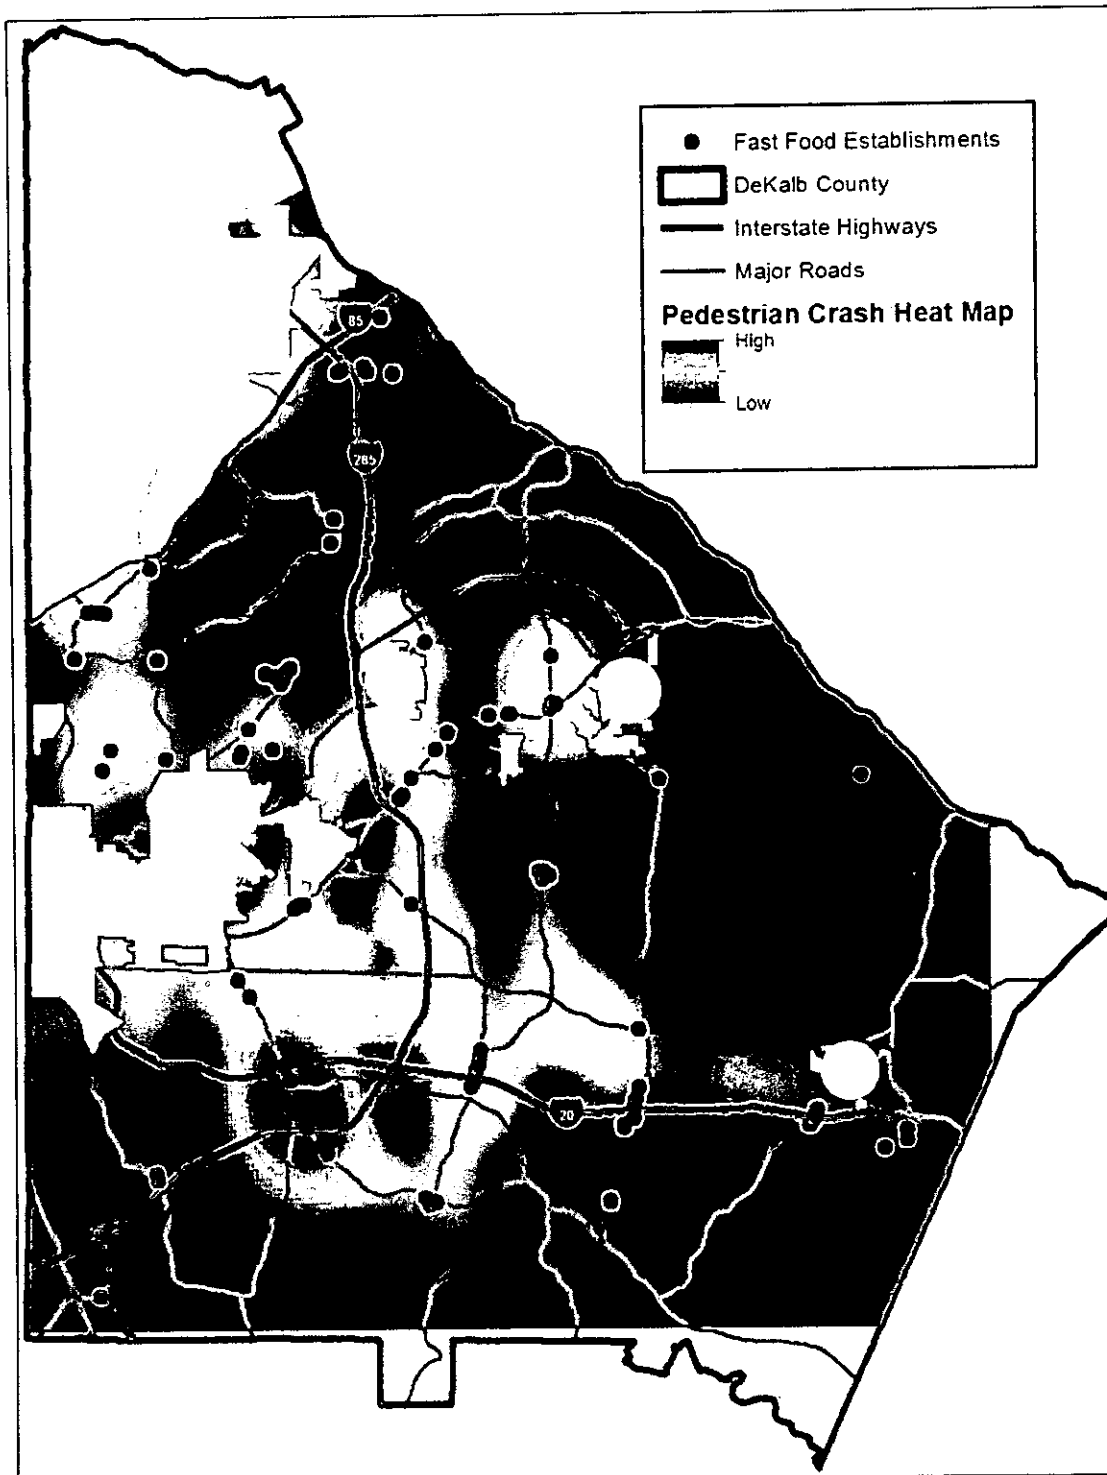 Fast Food Establishments
DeKalb County
Interstate Highways
Major Roads
Pedestrian Crash Heat Map
High
Low
85
285
20